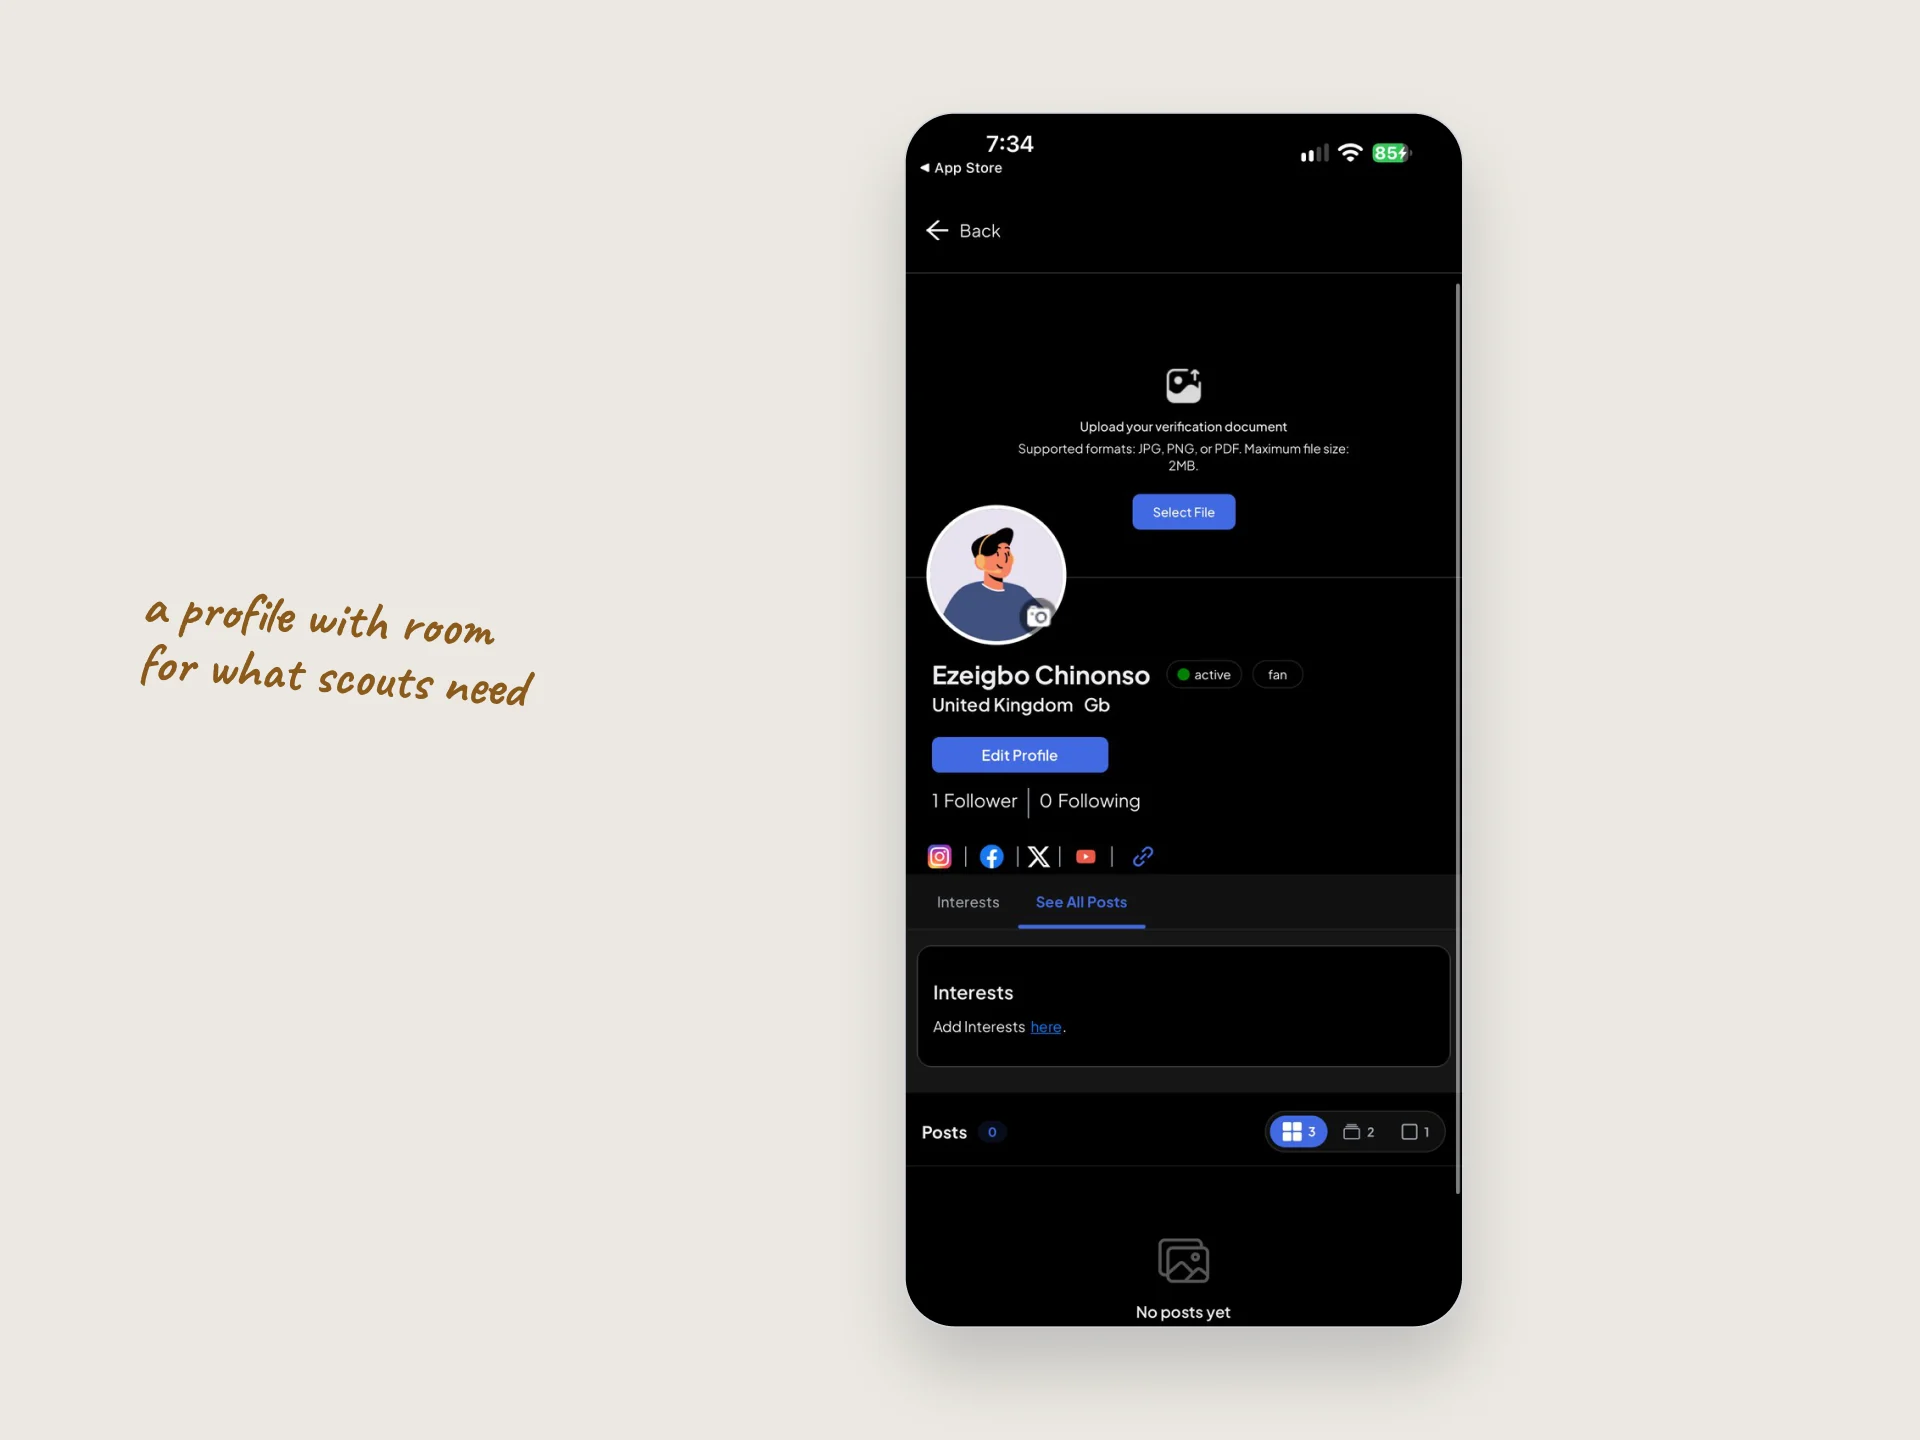 a profile with room
for what scouts need
7:34
85
◀ App Store
Back
Upload your verification document
Supported formats: JPG, PNG, or PDF. Maximum file size:
2MB.
Select File
Ezeigbo Chinonso
active
fan
United Kingdom Gb
Edit Profile
1 Follower
0 Following
Interests
See All Posts
Interests
Add Interests here.
Posts 0
3
2
1
No posts yet